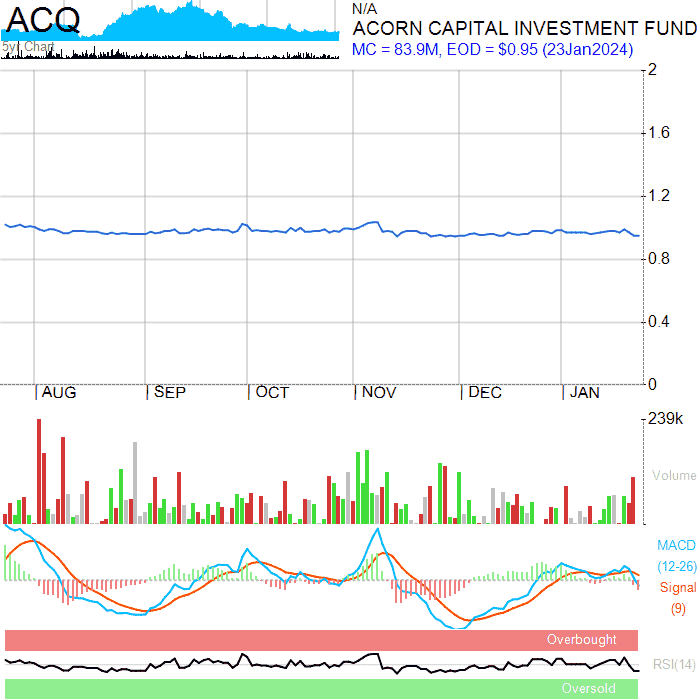 ACQ
5yr Chart
N/A
ACORN CAPITAL INVESTMENT FUND
MC = 83.9M, EOD = $0.95 (23Jan2024)
2
1.6
1.2
0.8
0.4
0
AUG SEP OCT NOV DEC JAN
239k
Volume
MACD
(12-26)
Signal
(9)
Overbought
RSI(14)
Oversold